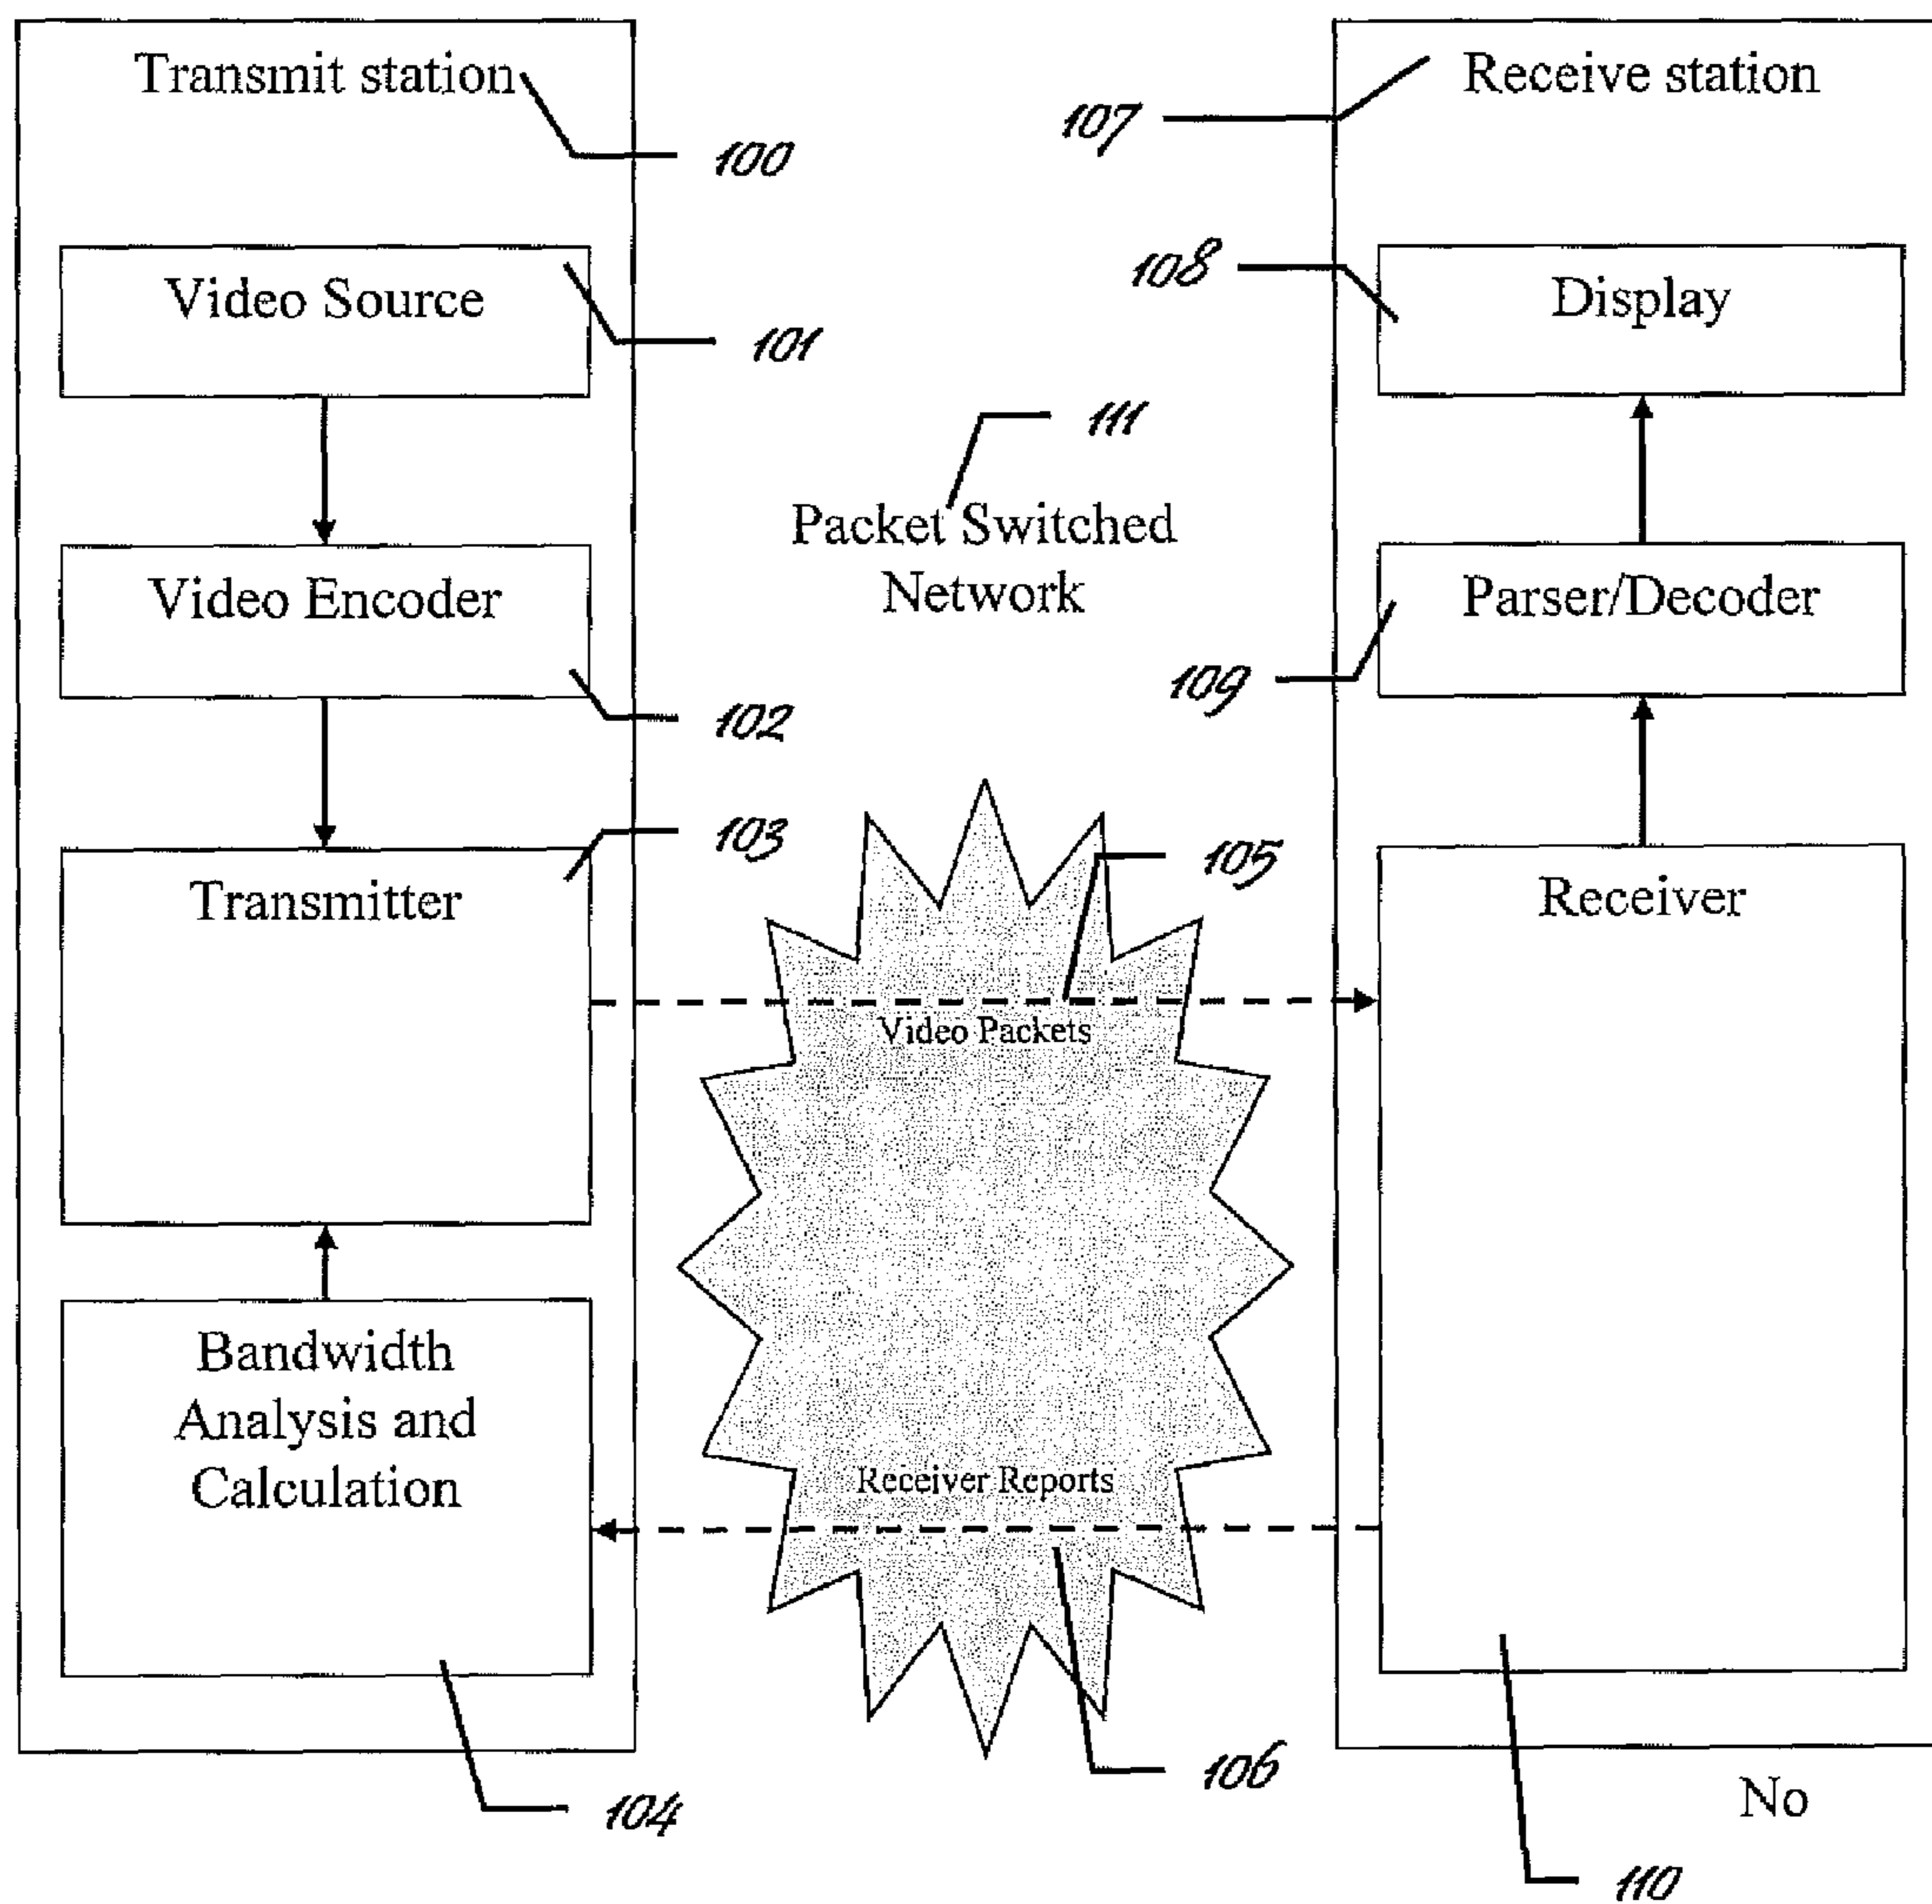 Transmit station
100
Video Source
101
Video Encoder
102
Transmitter
103
Bandwidth
Analysis and
Calculation
104
111
Packet Switched
Network
105
Video Packets
Receiver Reports
106
107
Receive station
108
Display
109
Parser/Decoder
Receiver
No
110